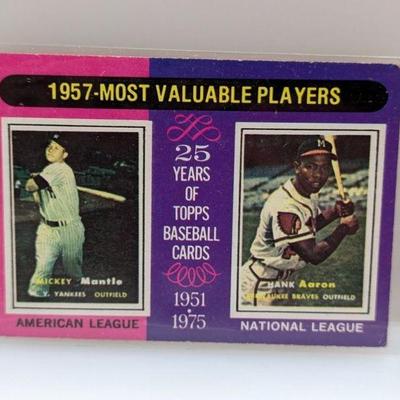 1957-MOST VALUABLE PLAYERS
MICKEY Mantle
Y. YANKEES OUTFIELD
AMERICAN LEAGUE
25
YEARS
OF
TOPPS
BASEBALL
CARDS
1951
•
1975
M
HANK Aaron
MILWAUKEE BRAVES OUTFIELD
NATIONAL LEAGUE